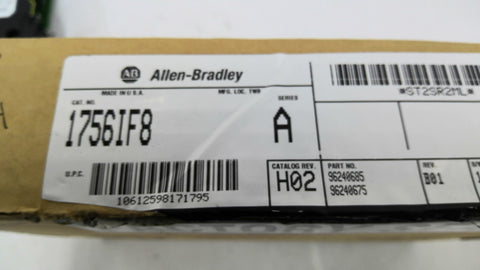 AB Allen-Bradley
MADE IN U S A. MFG. LOC. TW9
CAT. NO. SERIES
1756IF8 A
*ST2SR2ML*
U.P.C.
10612598171795
CATALOG REV. PART NO. REV.
H02 96240685 B01
96240675